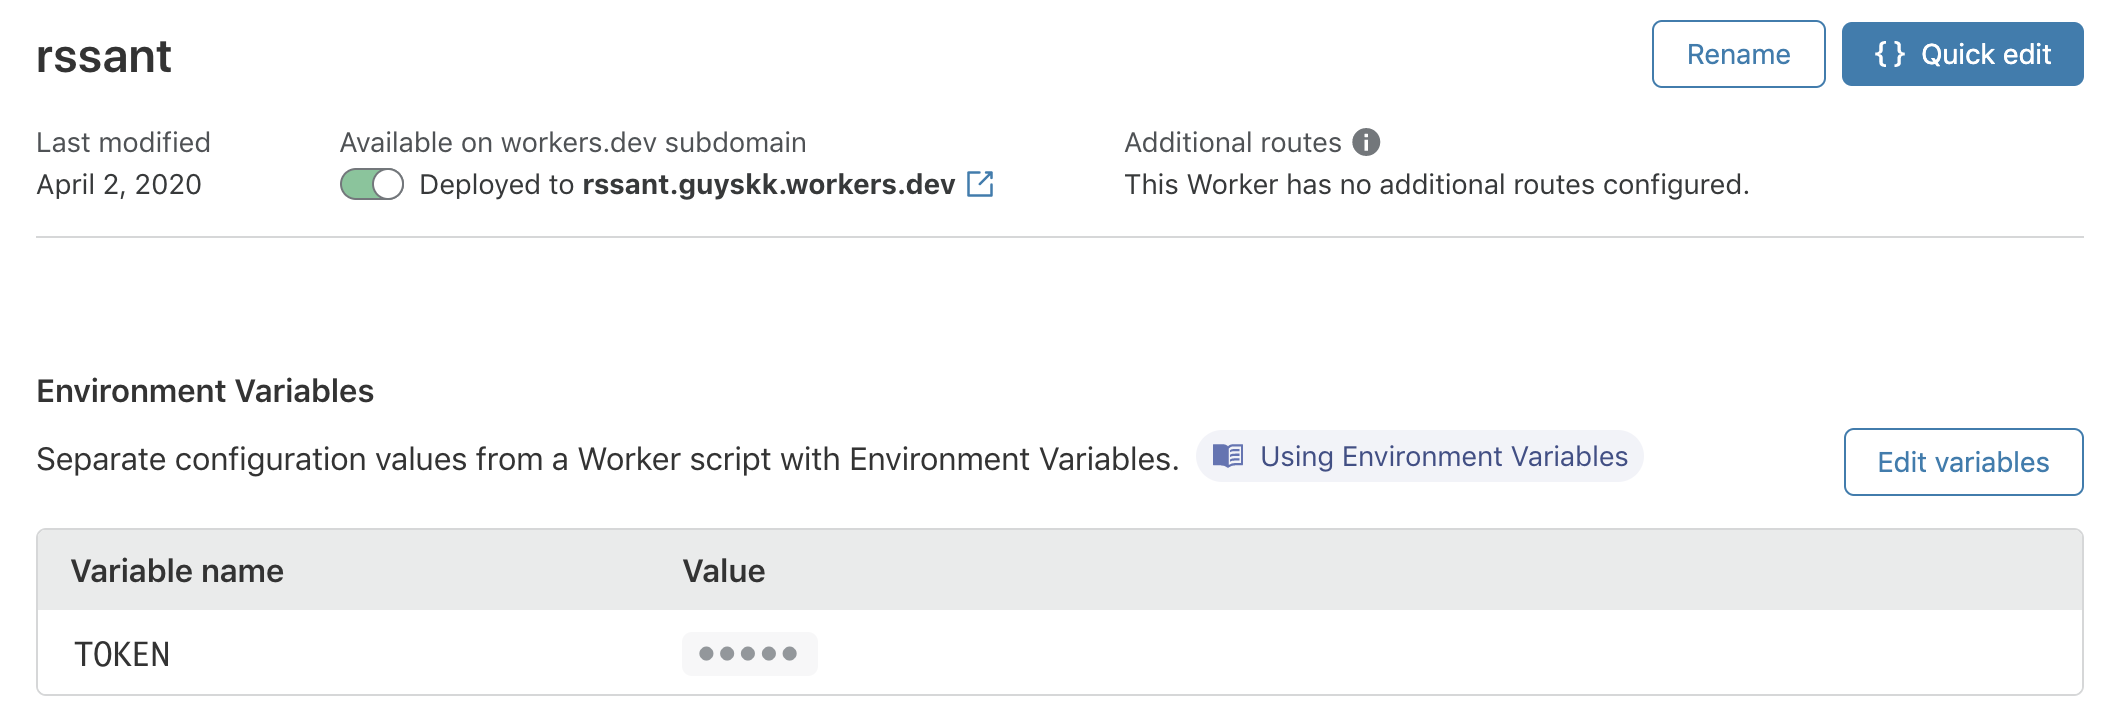 rssant
Rename
{ } Quick edit
Last modified
April 2, 2020
Available on workers.dev subdomain
Deployed to rssant.guyskk.workers.dev
Additional routes
This Worker has no additional routes configured.
Environment Variables
Separate configuration values from a Worker script with Environment Variables.
Using Environment Variables
Edit variables
Variable name Value
TOKEN •••••